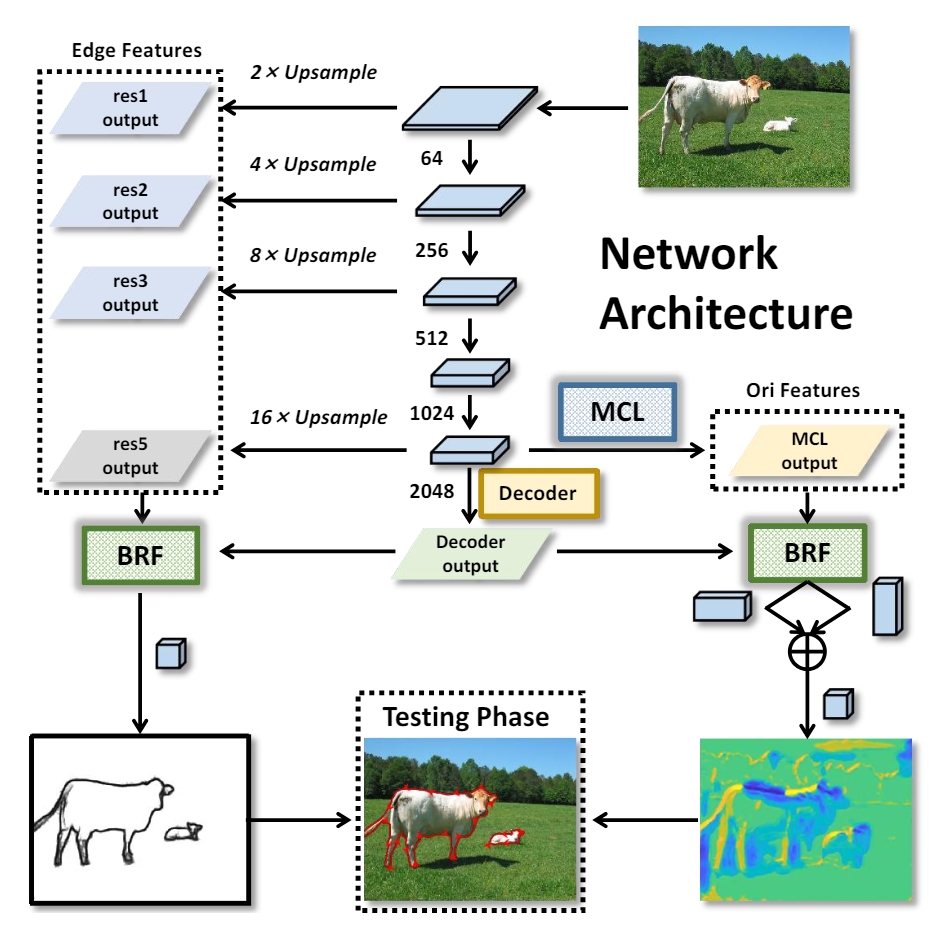 Edge Features
2× Upsample
res1
output
64
4× Upsample
res2
output
256
8× Upsample
res3
output
Network
Architecture
512
1024
16× Upsample
res5
output
MCL
Ori Features
MCL
output
2048
Decoder
BRF
Decoder
output
BRF
Testing Phase